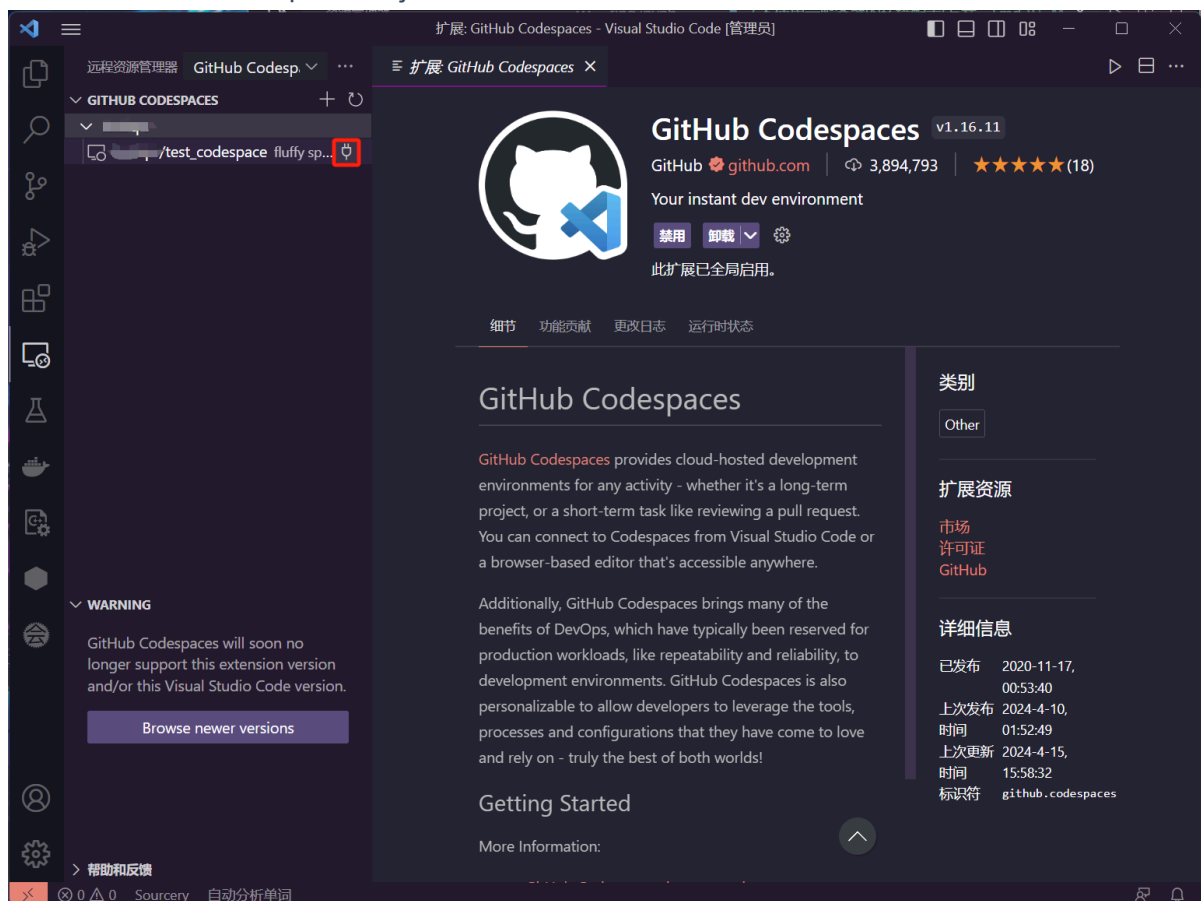 扩展: GitHub Codespaces - Visual Studio Code [管理员]
远程资源管理器 GitHub Codesp. ···
扩展: GitHub Codespaces
GITHUB CODESPACES
/test_codespace fluffy sp...
GitHub Codespaces v1.16.11
GitHub github.com 3,894,793 (18)
Your instant dev environment
禁用 卸载
此扩展已全局启用。
细节 功能贡献 更改日志 运行时状态
GitHub Codespaces
GitHub Codespaces provides cloud-hosted development
environments for any activity - whether it's a long-term
project, or a short-term task like reviewing a pull request.
You can connect to Codespaces from Visual Studio Code or
a browser-based editor that's accessible anywhere.
Additionally, GitHub Codespaces brings many of the
benefits of DevOps, which have typically been reserved for
production workloads, like repeatability and reliability, to
development environments. GitHub Codespaces is also
personalizable to allow developers to leverage the tools,
processes and configurations that they have come to love
and rely on - truly the best of both worlds!
Getting Started
More Information:
类别
Other
扩展资源
市场
许可证
GitHub
详细信息
已发布 2020-11-17,
00:53:40
上次发布 2024-4-10,
时间 01:52:49
上次更新 2024-4-15,
时间 15:58:32
标识符 github.codespaces
WARNING
GitHub Codespaces will soon no
longer support this extension version
and/or this Visual Studio Code version.
Browse newer versions
帮助和反馈
0 0 Sourcery 自动分析单词